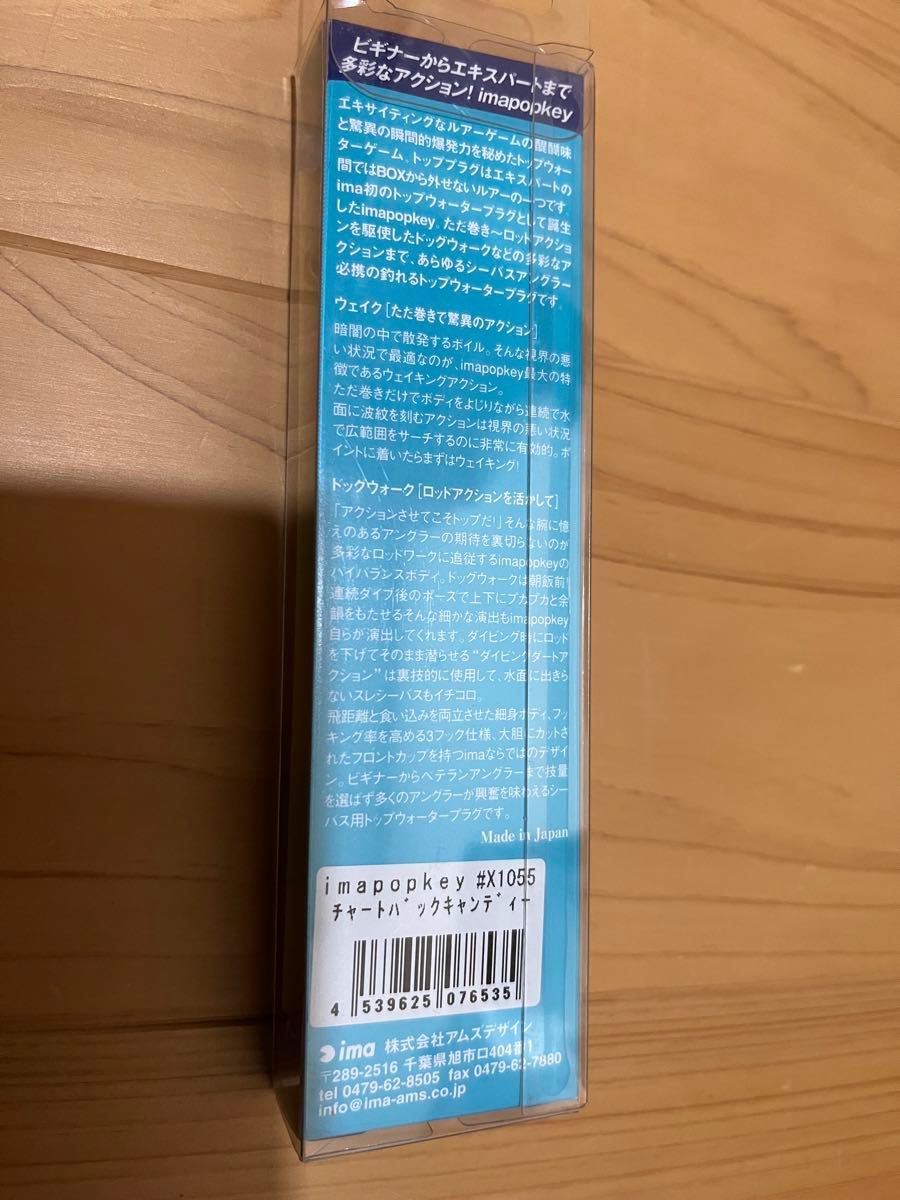 ビギナーからエキスパートまで
多彩なアクション! imapopkey
エキサイティングなルアーゲームの醍醐味
と驚異の瞬間的爆発力を秘めたトップウォー
ターゲーム。トッププラグはエキスパートの
間ではBOXから外せないルアーの一つです。
ima初のトップウォータープラグとして誕生
したimapopkey。ただ巻き～ロッドアクショ
ンを駆使したドッグウォークなどの多彩なア
クションまで、あらゆるシーバスアングラー
必携の釣れるトップウォータープラグです。
ウェイク[ただ巻きで驚異のアクション]
暗闇の中で散発するボイル。そんな視界の悪
い状況で最適なのが、imapopkey最大の特
徴であるウェイキングアクション。
ただ巻きだけでボディをよじりながら連続で水
面に波紋を刻むアクションは視界の悪い状況
で広範囲をサーチするのに非常に有効的。ポ
イントに着いたらまずはウェイキング!
ドッグウォーク[ロッドアクションを活かして]
「アクションさせてこそトップだ!」そんな腕に憶
えのあるアングラーの期待を裏切らないのが
多彩なロッドワークに追従するimapopkeyの
ハイバランスボディ。ドッグウォークは朝飯前!
連続ダイブ後のポーズで上下にプカプカと余
韻をもたせるそんな細かな演出もimapopkey
自らが演出してくれます。ダイビング時にロッド
を下げてそのまま潜らせる“ダイビングダートア
クション”は裏技的に使用して、水面に出きら
ないスレシーバスもイチコロ。
飛距離と食い込みを両立させた細身ボディ、フッ
キング率を高める3フック仕様、大胆にカットさ
れたフロントカップを持つimaならではのデザイ
ン。ビギナーからベテランアングラーまで技量
を選ばず多くのアングラーが興奮を味わえるシー
バス用トップウォータープラグです。
Made in Japan
imapopkey #X1055
チャートバックキャンディー
4 539625 076535
ima 株式会社アムズデザイン
〒289-2516 千葉県旭市ロ404番1
tel 0479-62-8505 fax 0479-62-7880
info@ima-ams.co.jp